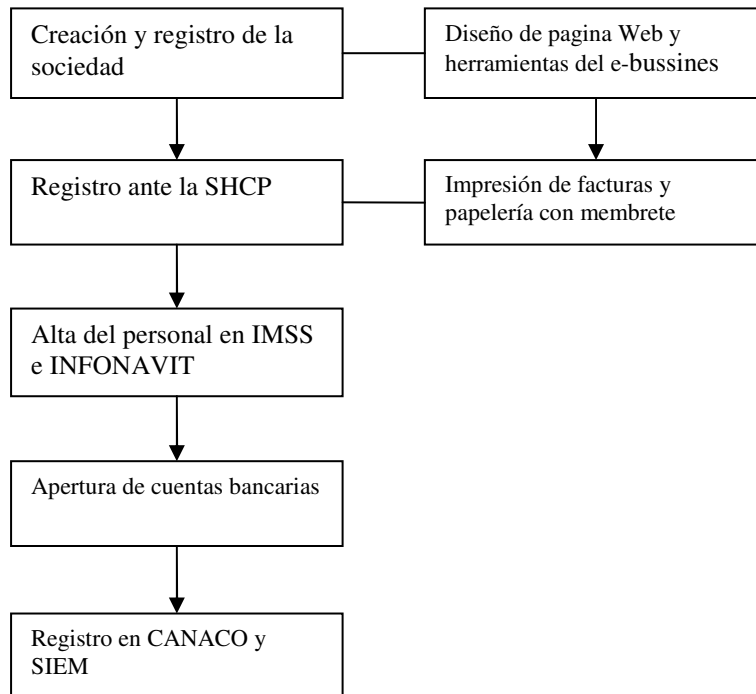 Creación y registro de la
sociedad
Diseño de pagina Web y
herramientas del e-bussines
Registro ante la SHCP
Impresión de facturas y
papelería con membrete
Alta del personal en IMSS
e INFONAVIT
Apertura de cuentas bancarias
Registro en CANACO y
SIEM